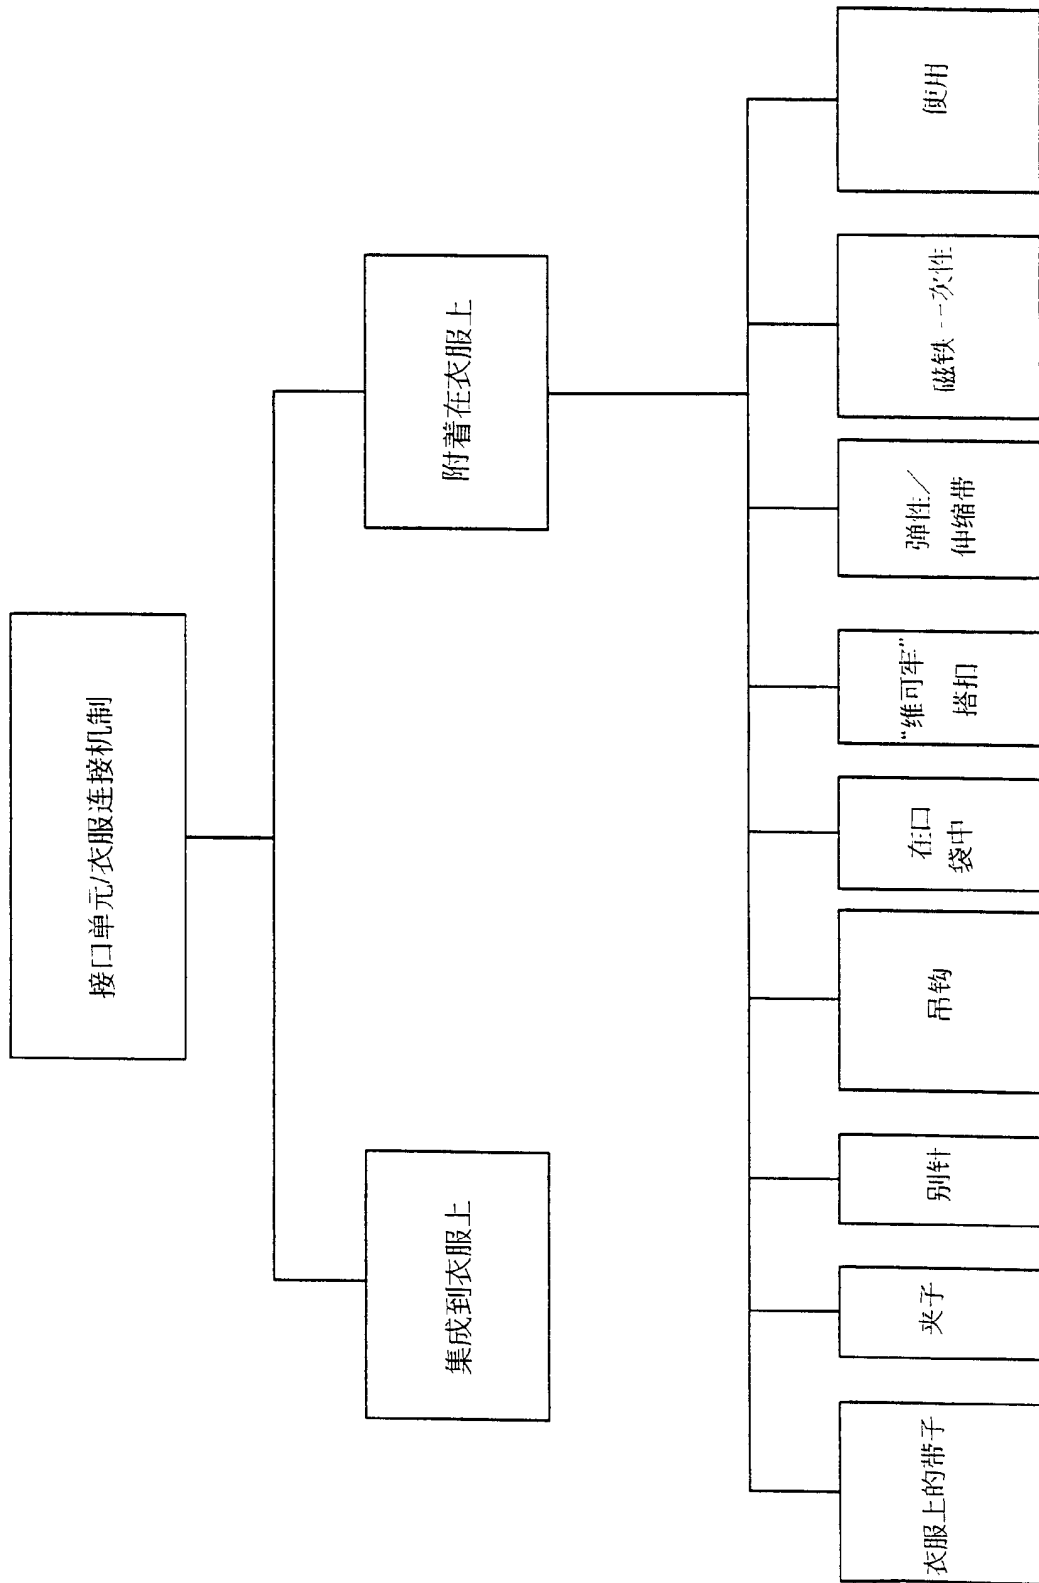 接口单元/衣服连接机制
集成到衣服上
附着在衣服上
衣服上的带子
夹子
别针
吊钩
在口
袋中
“维可牢”
搭扣
弹性／
伸缩带
磁铁--一次性
使用